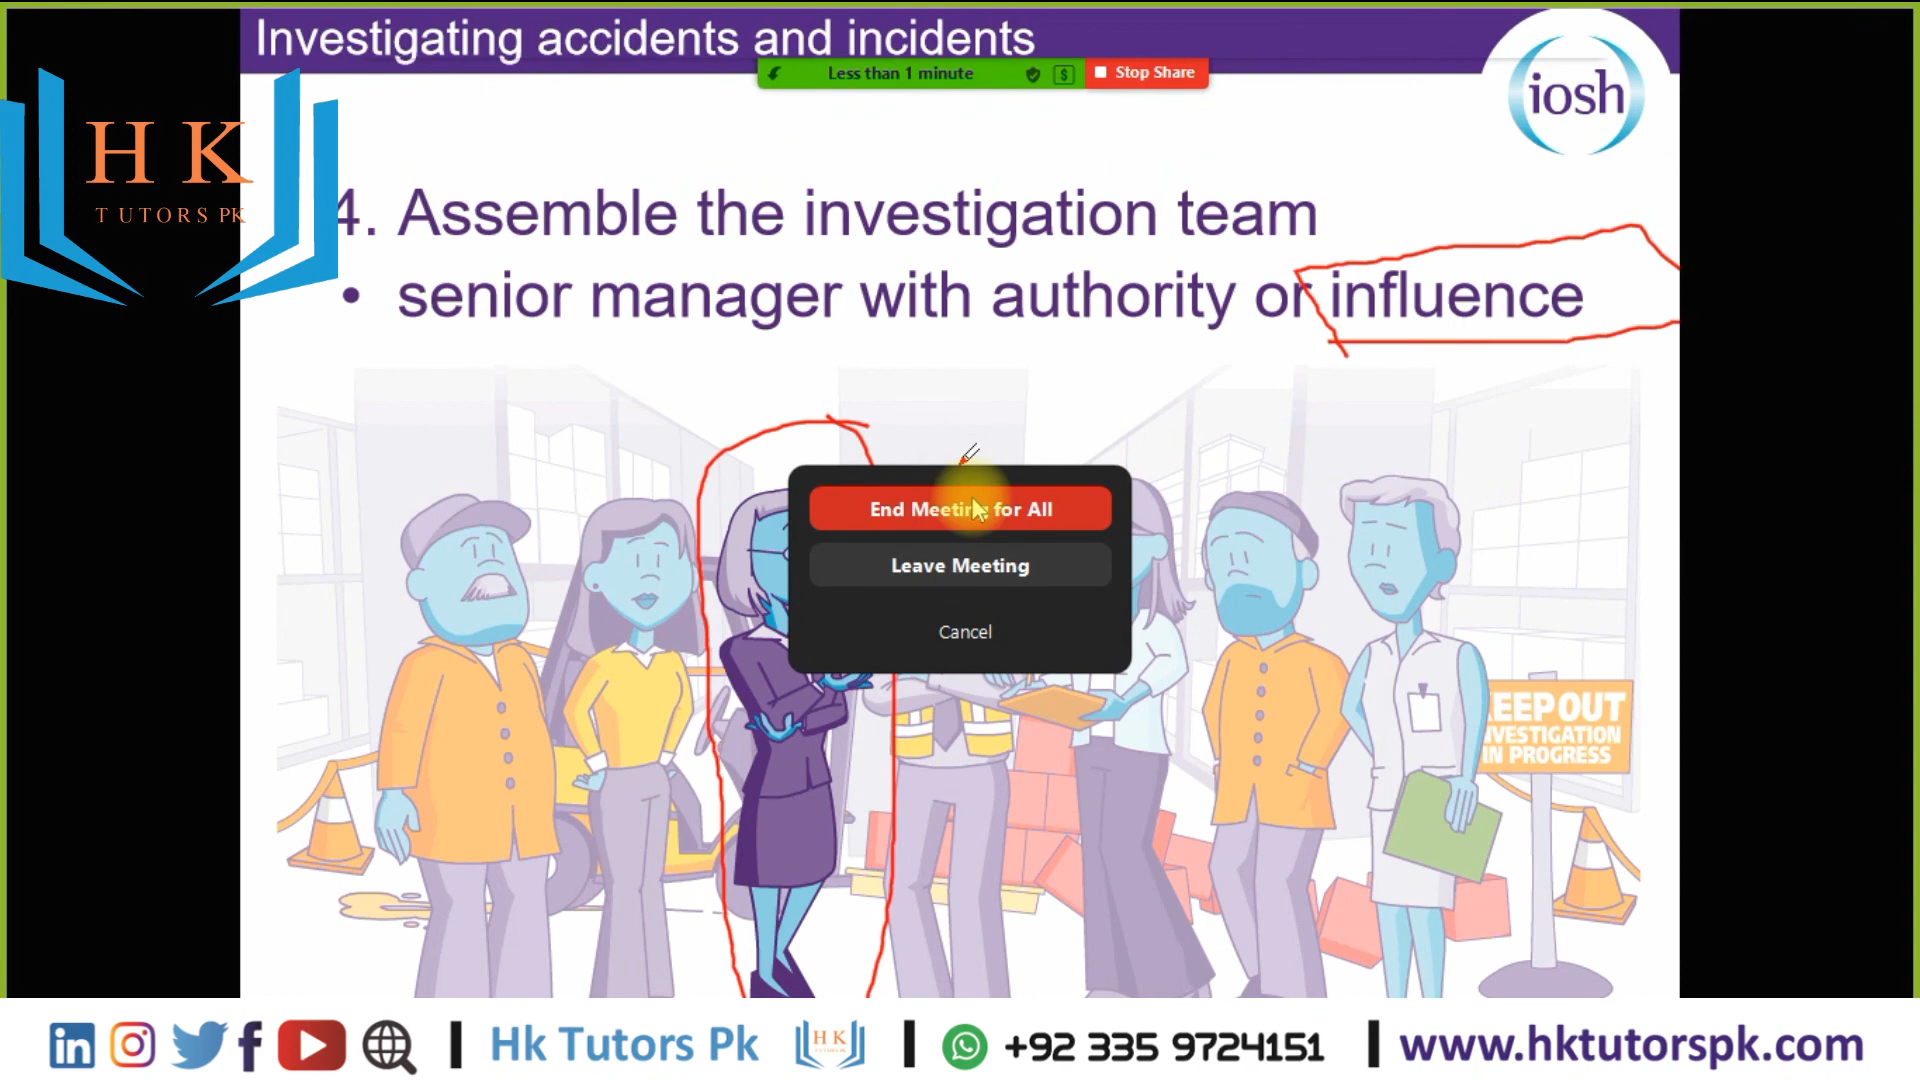 Investigating accidents and incidents
Less than 1 minute
Stop Share
iosh
H K
TUTORS PK
4. Assemble the investigation team
• senior manager with authority or influence
End Meeting for All
Leave Meeting
Cancel
KEEP OUT
INVESTIGATION
IN PROGRESS
Hk Tutors Pk
H K
+92 335 9724151
www.hktutorspk.com